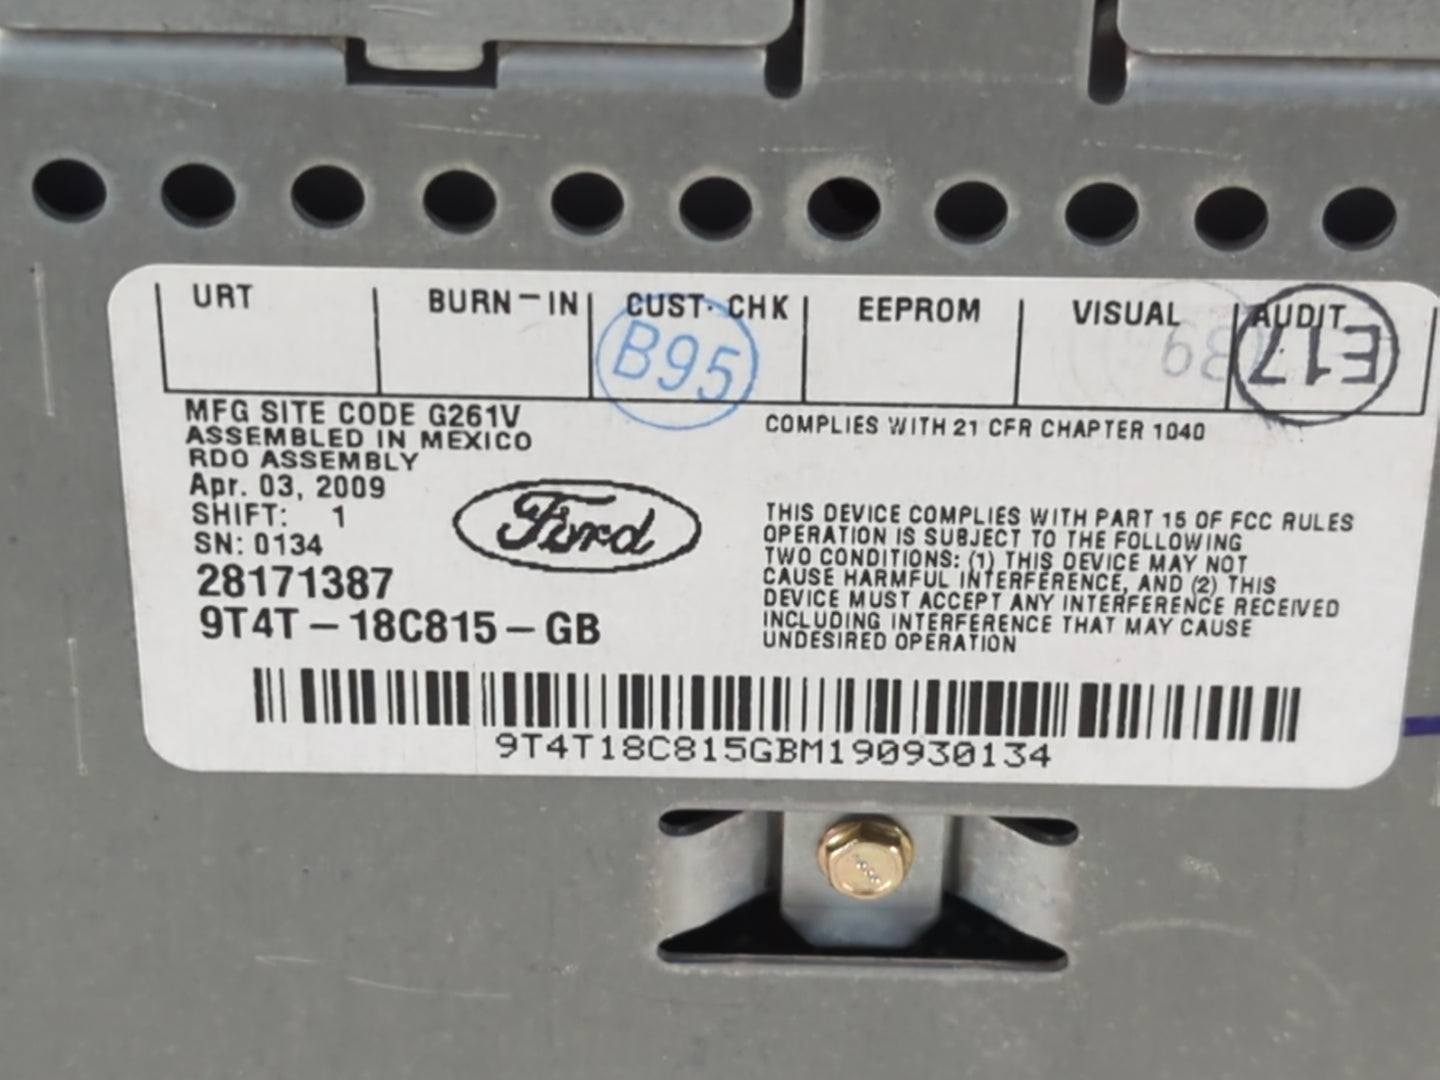 URT BURN-IN CUST. CHK EEPROM VISUAL AUDIT
B95 E17
MFG SITE CODE G261V
ASSEMBLED IN MEXICO
RDO ASSEMBLY
Apr. 03, 2009
SHIFT: 1
SN: 0134
28171387
9T4T-18C815-GB
Ford
COMPLIES WITH 21 CFR CHAPTER 1040
THIS DEVICE COMPLIES WITH PART 15 OF FCC RULES
OPERATION IS SUBJECT TO THE FOLLOWING
TWO CONDITIONS: (1) THIS DEVICE MAY NOT
CAUSE HARMFUL INTERFERENCE, AND (2) THIS
DEVICE MUST ACCEPT ANY INTERFERENCE RECEIVED
INCLUDING INTERFERENCE THAT MAY CAUSE
UNDESIRED OPERATION
9T4T18C815GBM190930134